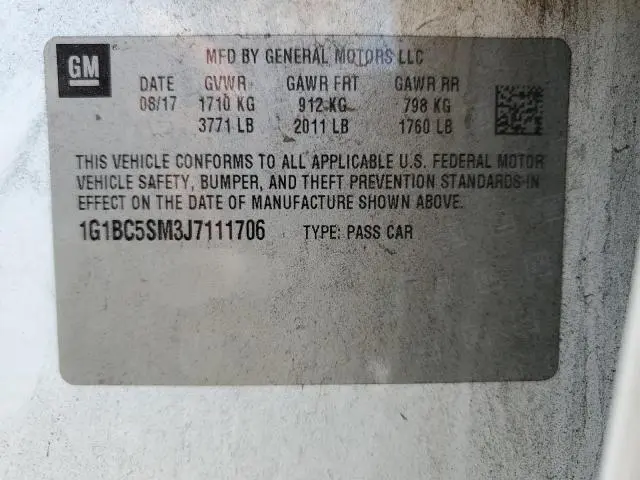 GM
MFD BY GENERAL MOTORS LLC
DATE GVWR GAWR FRT GAWR RR
08/17 1710 KG 912 KG 798 KG
3771 LB 2011 LB 1760 LB
THIS VEHICLE CONFORMS TO ALL APPLICABLE U.S. FEDERAL MOTOR
VEHICLE SAFETY, BUMPER, AND THEFT PREVENTION STANDARDS IN
EFFECT ON THE DATE OF MANUFACTURE SHOWN ABOVE.
1G1BC5SM3J7111706 TYPE: PASS CAR